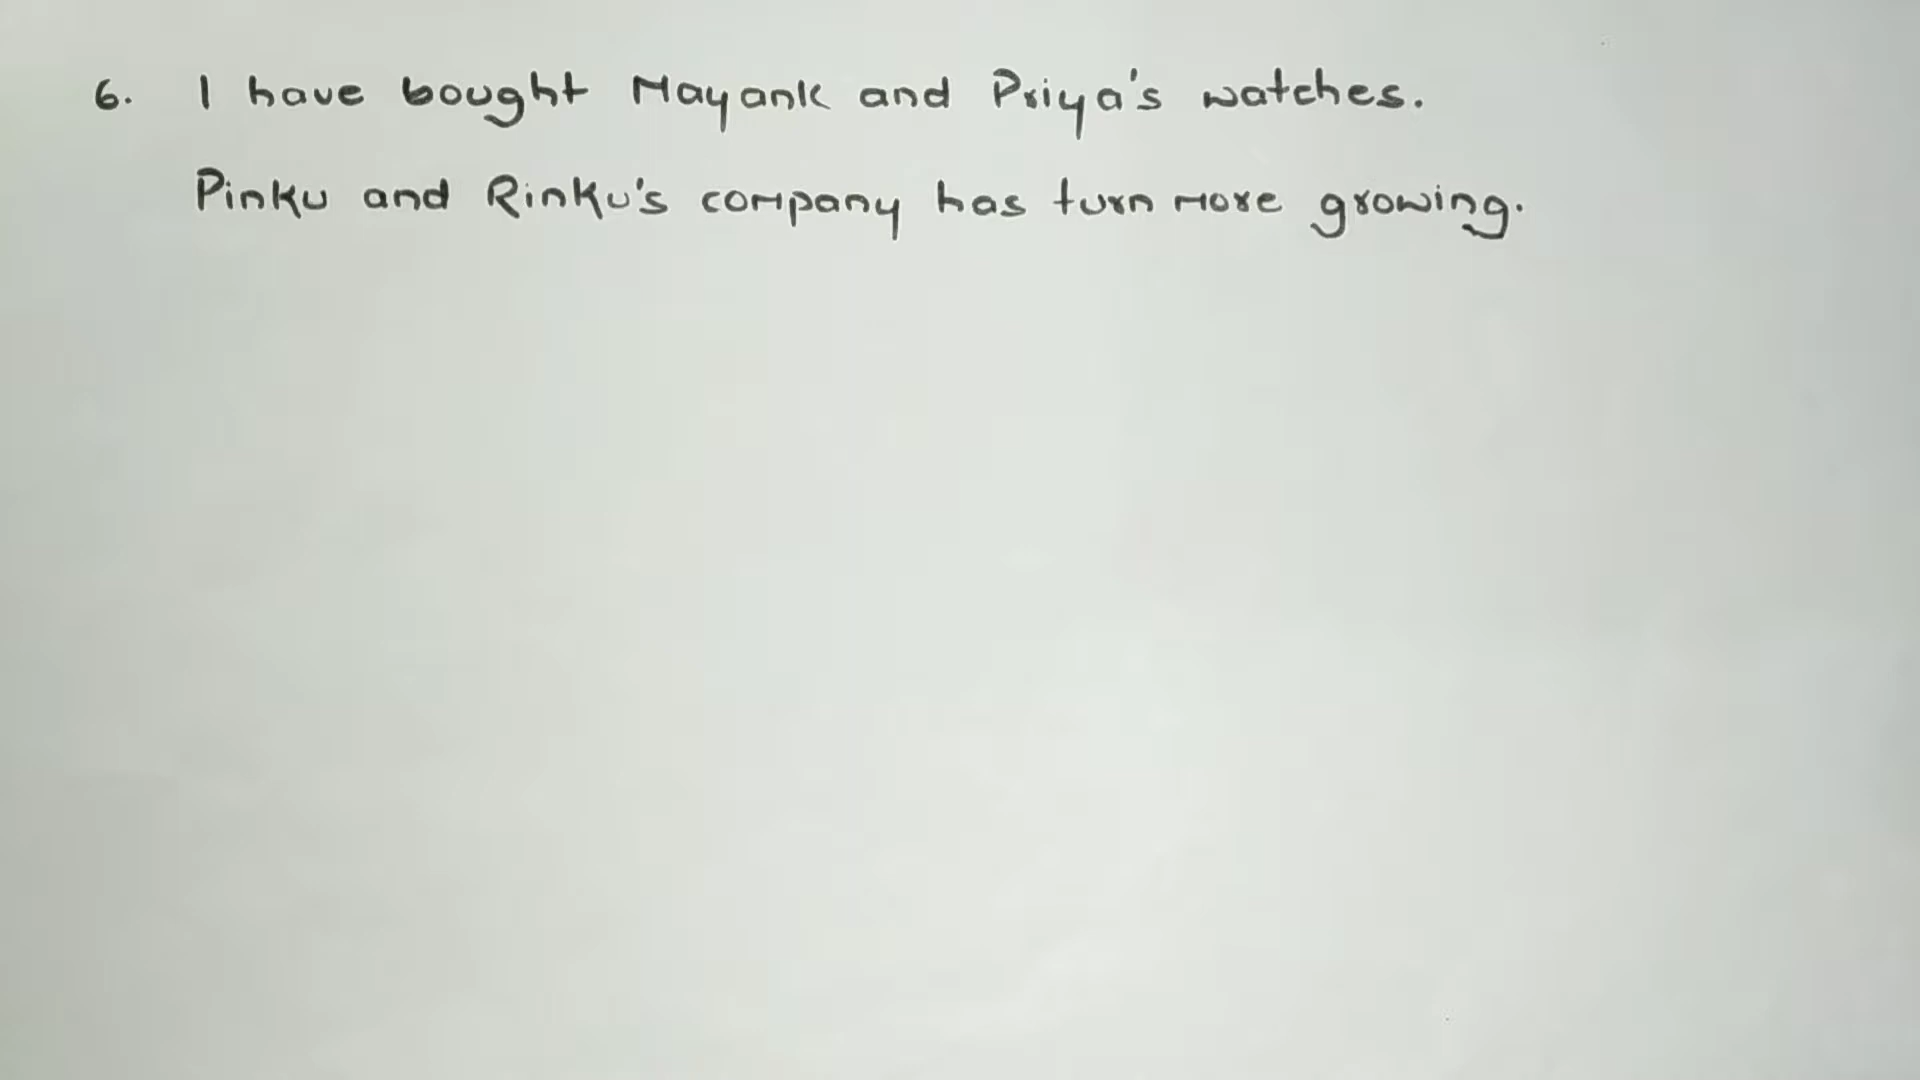 6. I have bought Mayank and Priya's watches.
Pinku and Rinku's company has turn more growing.